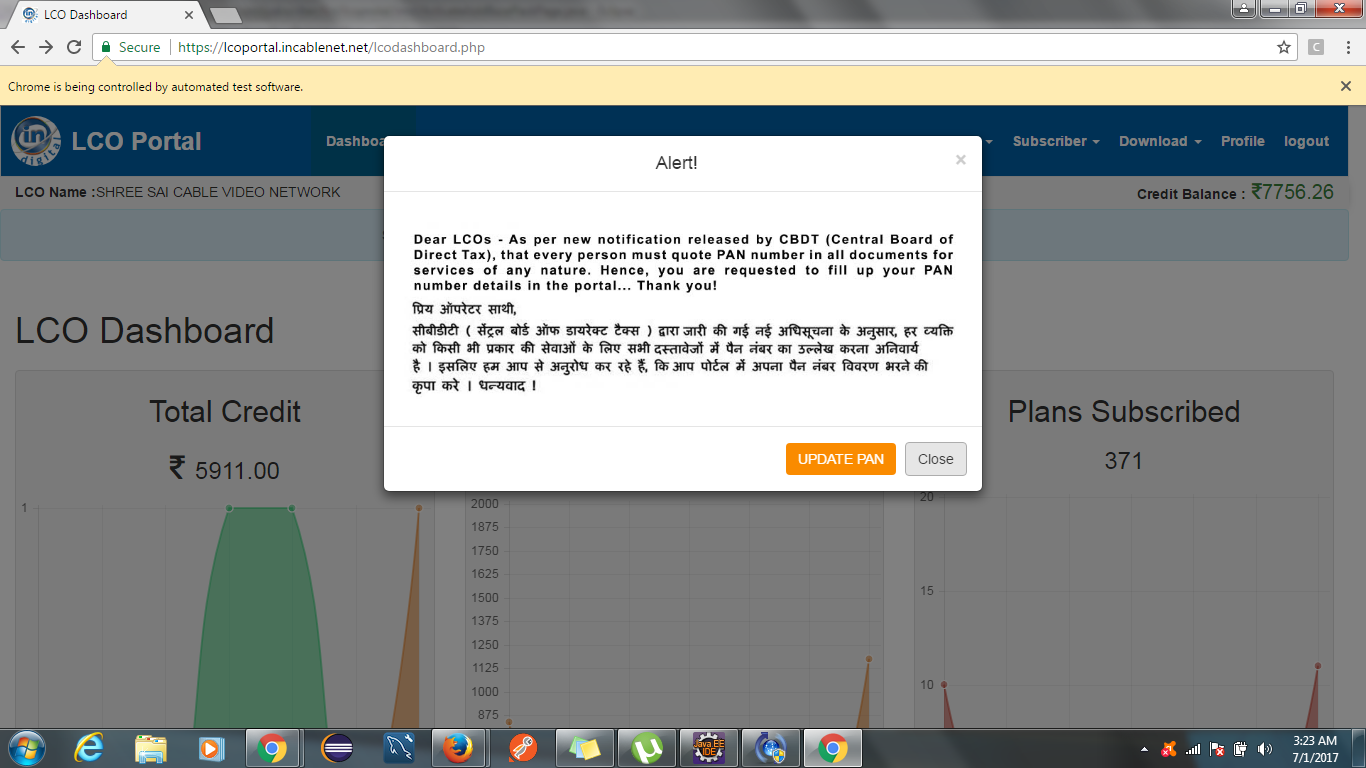 LCO Dashboard
Secure https://lcoportal.incablenet.net/lcodashboard.php
C
Chrome is being controlled by automated test software.
in
digital
LCO Portal
Subscriber
Download
Profile
logout
LCO Name :SHREE SAI CABLE VIDEO NETWORK
Credit Balance : ₹7756.26
Alert!
×
Dear LCOs - As per new notification released by CBDT (Central Board of
Direct Tax), that every person must quote PAN number in all documents for
services of any nature. Hence, you are requested to fill up your PAN
number details in the portal... Thank you!
प्रिय ऑपरेटर साथी,
सीबीडीटी ( सेंट्रल बोर्ड ऑफ डायरेक्ट टैक्स ) द्वारा जारी की गई नई अधिसूचना के अनुसार, हर व्यक्ति
को किसी भी प्रकार की सेवाओं के लिए सभी दस्तावेजों में पैन नंबर का उल्लेख करना अनिवार्य
है । इसलिए हम आप से अनुरोध कर रहे हैं, कि आप पोर्टल में अपना पैन नंबर विवरण भरने की
कृपा करे । धन्यवाद !
UPDATE PAN
Close
LCO Dashboard
Total Credit
₹ 5911.00
1
2000
1875
1750
1625
1500
1375
1250
1125
1000
875
Plans Subscribed
371
20
15
10
Java EE
IDE
3:23 AM
7/1/2017